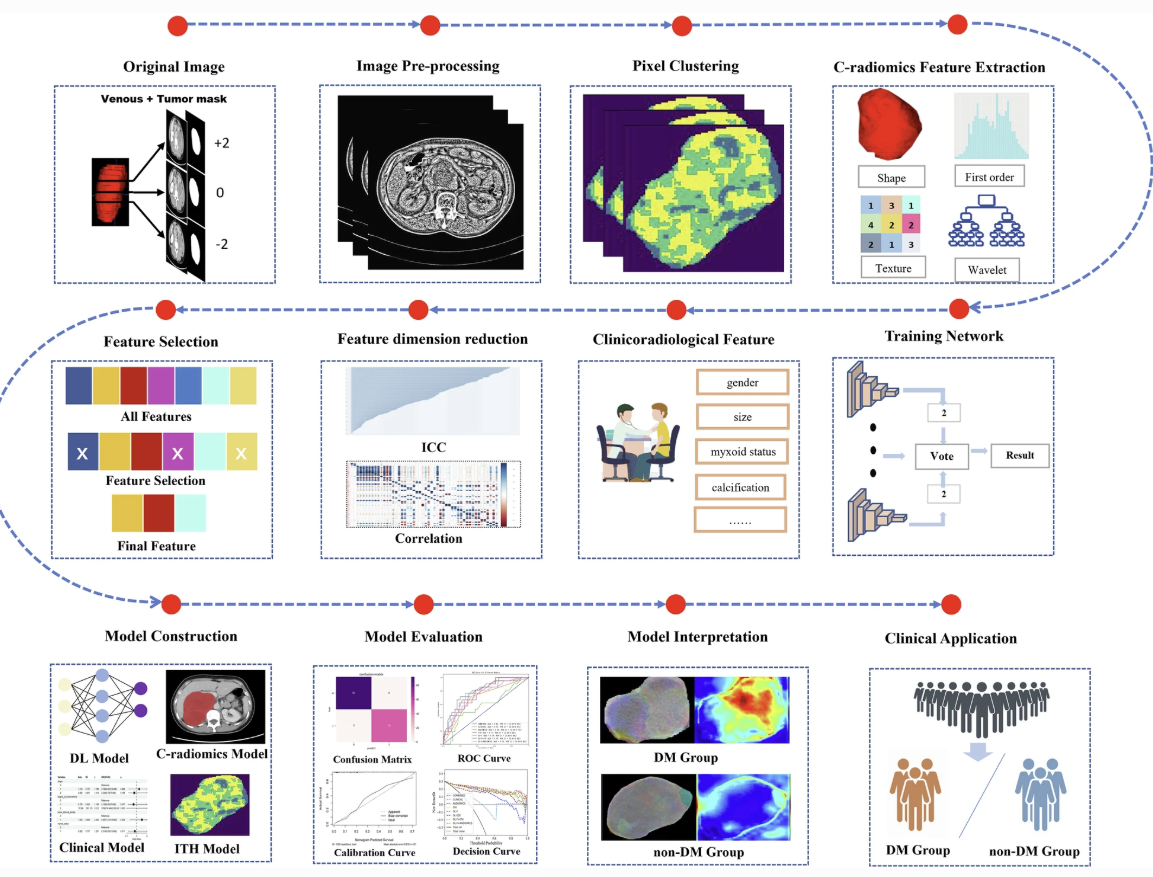 Original Image
Image Pre-processing
Pixel Clustering
C-radiomics Feature Extraction
Venous + Tumor mask
+2
0
-2
Shape
First order
1 3 1
4 2 2
2 1 3
Texture
Wavelet
Feature Selection
Feature dimension reduction
Clinicoradiological Feature
Training Network
All Features
X X X
Feature Selection
Final Feature
ICC
Correlation
gender
size
myxoid status
calcification
......
2
Vote
Result
2
Model Construction
Model Evaluation
Model Interpretation
Clinical Application
DL Model
C-radiomics Model
Clinical Model
ITH Model
Confusion Matrix
ROC Curve
Calibration Curve
Decision Curve
DM Group
non-DM Group
DM Group
non-DM Group